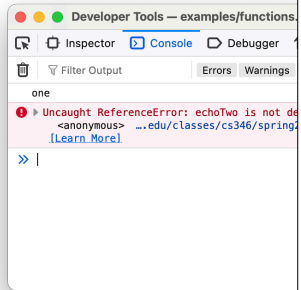 Developer Tools — examples/functions.
Inspector Console Debugger
Filter Output Errors Warnings
one
Uncaught ReferenceError: echoTwo is not de
<anonymous> ….edu/classes/cs346/spring2
[Learn More]